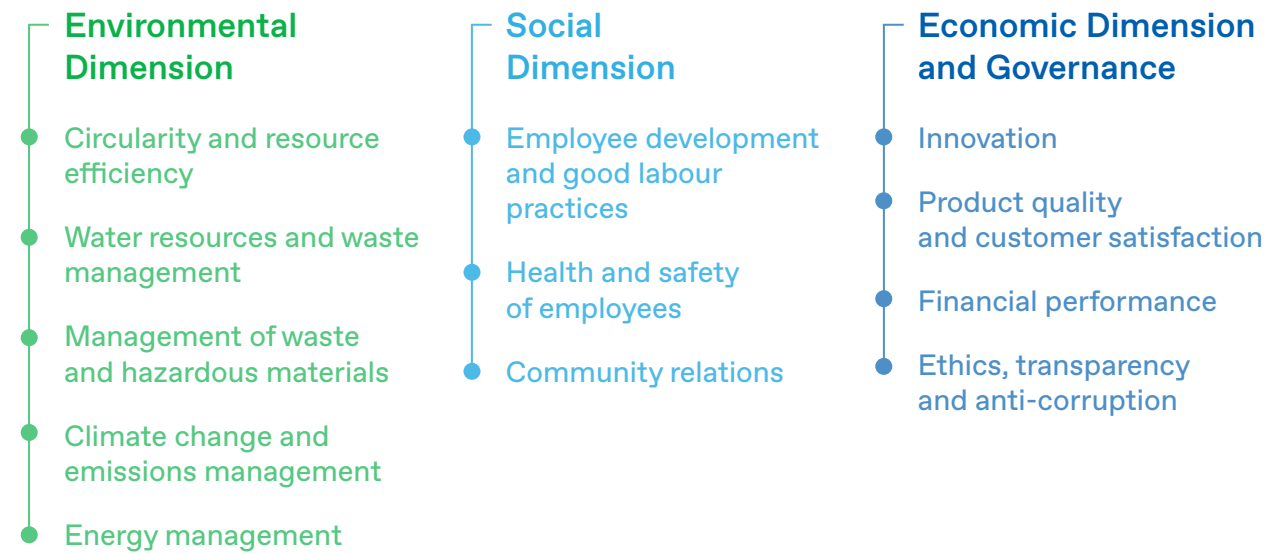 Environmental
Dimension
Circularity and resource
efficiency
Water resources and waste
management
Management of waste
and hazardous materials
Climate change and
emissions management
Energy management
Social
Dimension
Employee development
and good labour
practices
Health and safety
of employees
Community relations
Economic Dimension
and Governance
Innovation
Product quality
and customer satisfaction
Financial performance
Ethics, transparency
and anti-corruption